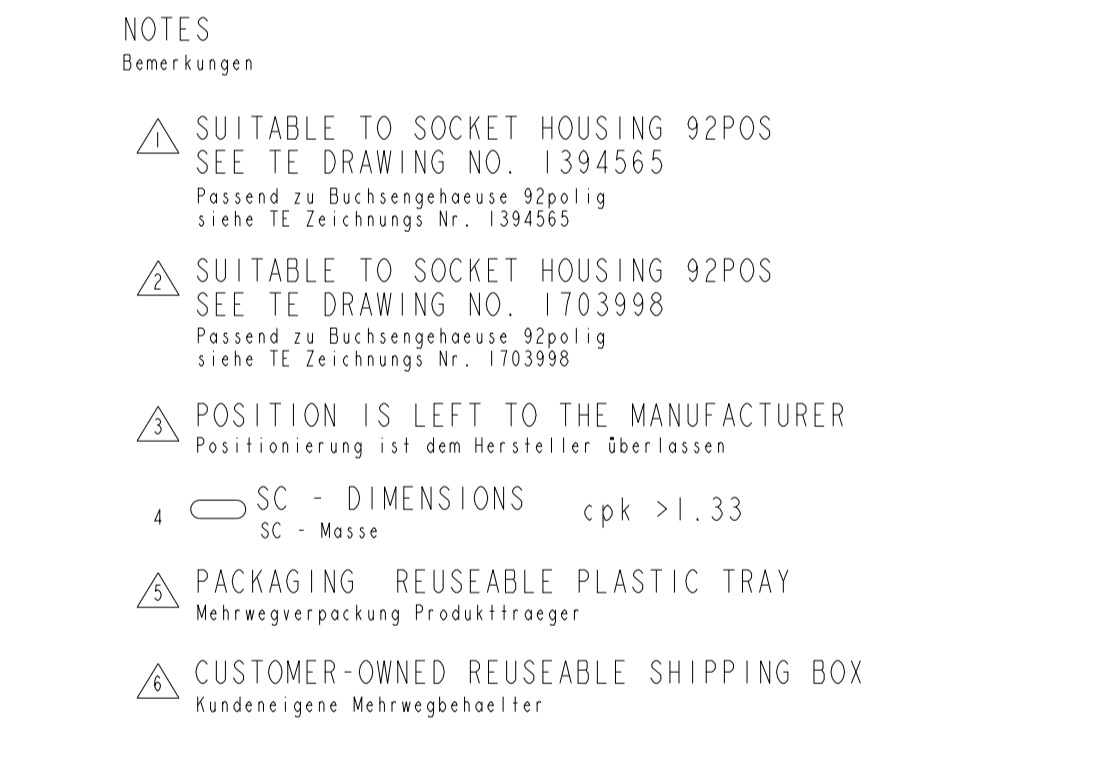 NOTES
Bemerkungen
1 SUITABLE TO SOCKET HOUSING 92POS
SEE TE DRAWING NO. 1394565
Passend zu Buchsengehaeuse 92polig
siehe TE Zeichnungs Nr. 1394565
2 SUITABLE TO SOCKET HOUSING 92POS
SEE TE DRAWING NO. 1703998
Passend zu Buchsengehaeuse 92polig
siehe TE Zeichnungs Nr. 1703998
3 POSITION IS LEFT TO THE MANUFACTURER
Positionierung ist dem Hersteller überlassen
4 SC - DIMENSIONS cpk >1.33
SC - Masse
5 PACKAGING REUSEABLE PLASTIC TRAY
Mehrwegverpackung Produkttraeger
6 CUSTOMER-OWNED REUSEABLE SHIPPING BOX
Kundeneigene Mehrwegbehaelter